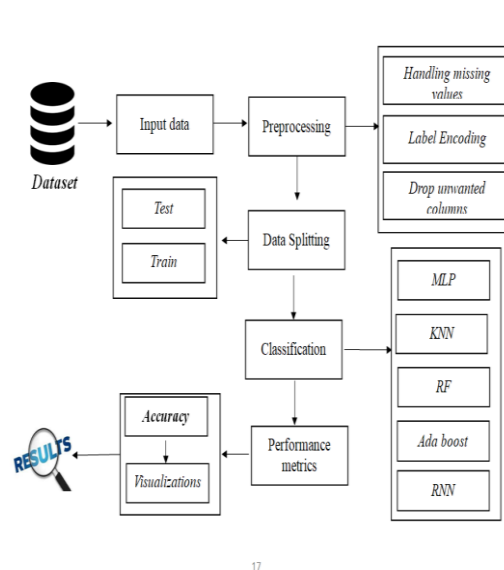 Handling missing
values
Input data
Preprocessing
Label Encoding
Dataset
Drop unwanted
columns
Test
Data Splitting
Train
MLP
KNN
Classification
RF
Accuracy
Performance
metrics
Ada boost
RESULTS
Visualizations
RNN
17